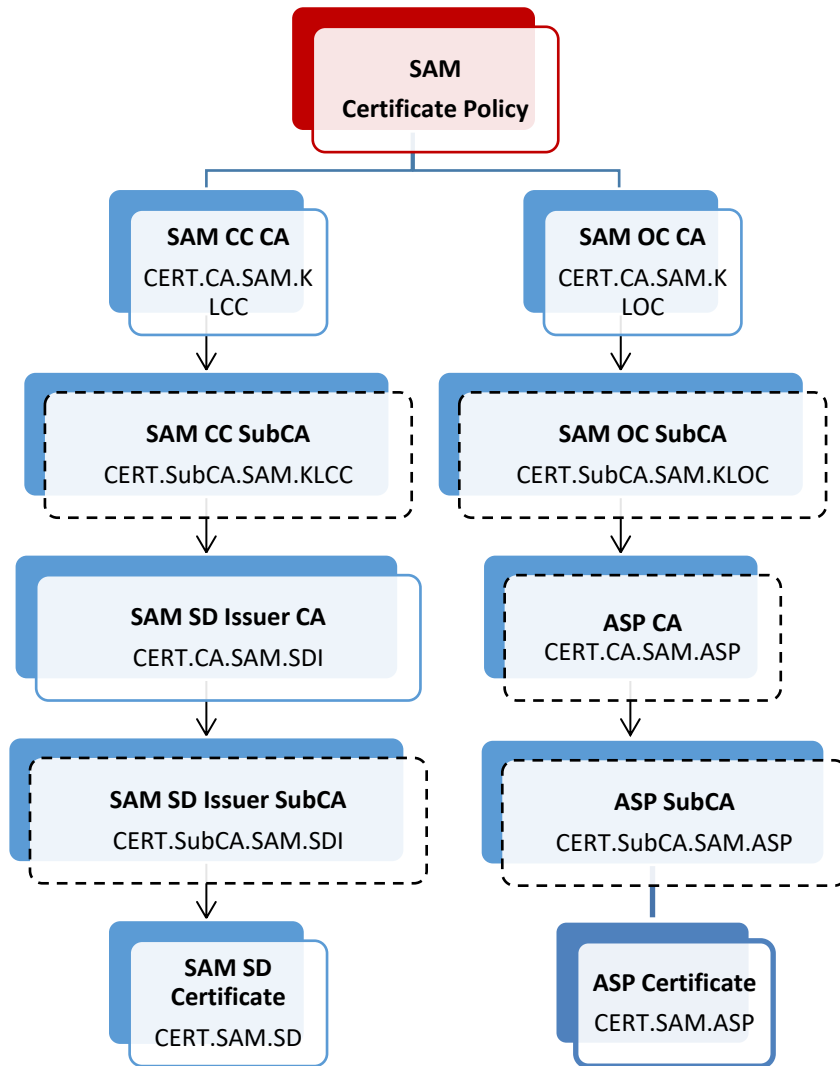 SAM
Certificate Policy
SAM CC CA
CERT.CA.SAM.K
LCC
SAM OC CA
CERT.CA.SAM.K
LOC
SAM CC SubCA
CERT.SubCA.SAM.KLCC
SAM OC SubCA
CERT.SubCA.SAM.KLOC
SAM SD Issuer CA
CERT.CA.SAM.SDI
ASP CA
CERT.CA.SAM.ASP
SAM SD Issuer SubCA
CERT.SubCA.SAM.SDI
ASP SubCA
CERT.SubCA.SAM.ASP
SAM SD
Certificate
CERT.SAM.SD
ASP Certificate
CERT.SAM.ASP